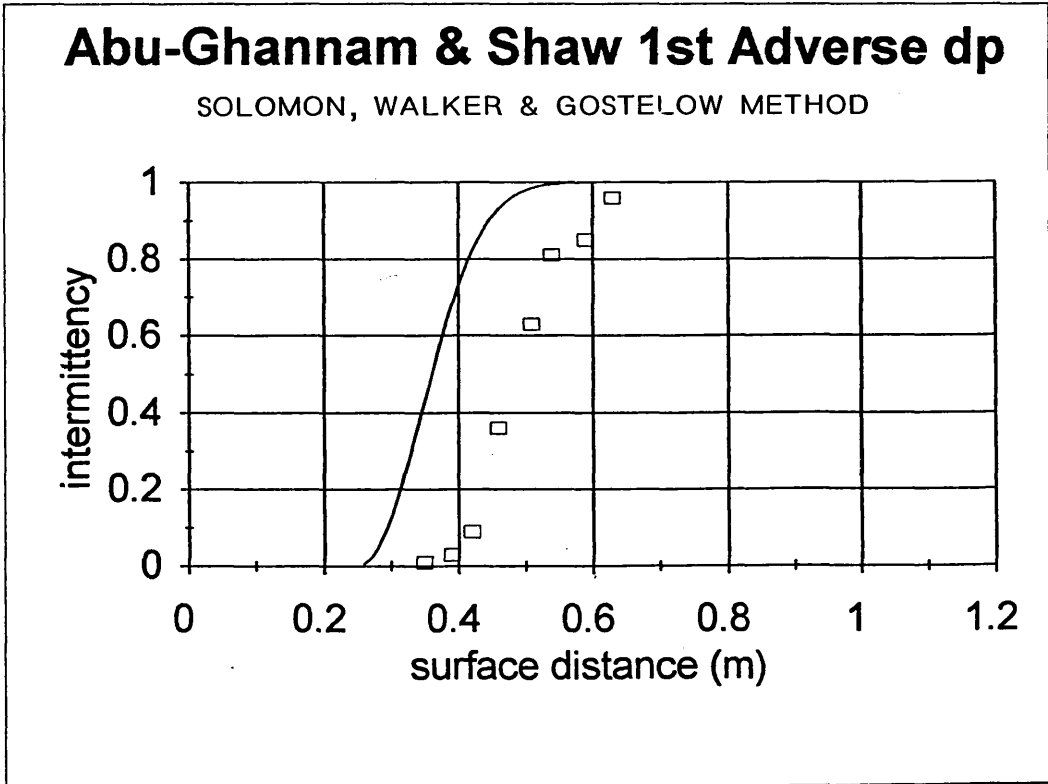 Abu-Ghannam & Shaw 1st Adverse dp
SOLOMON, WALKER & GOSTELOW METHOD
1
0.8
0.6
0.4
0.2
0
intermittency
0 0.2 0.4 0.6 0.8 1 1.2
surface distance (m)